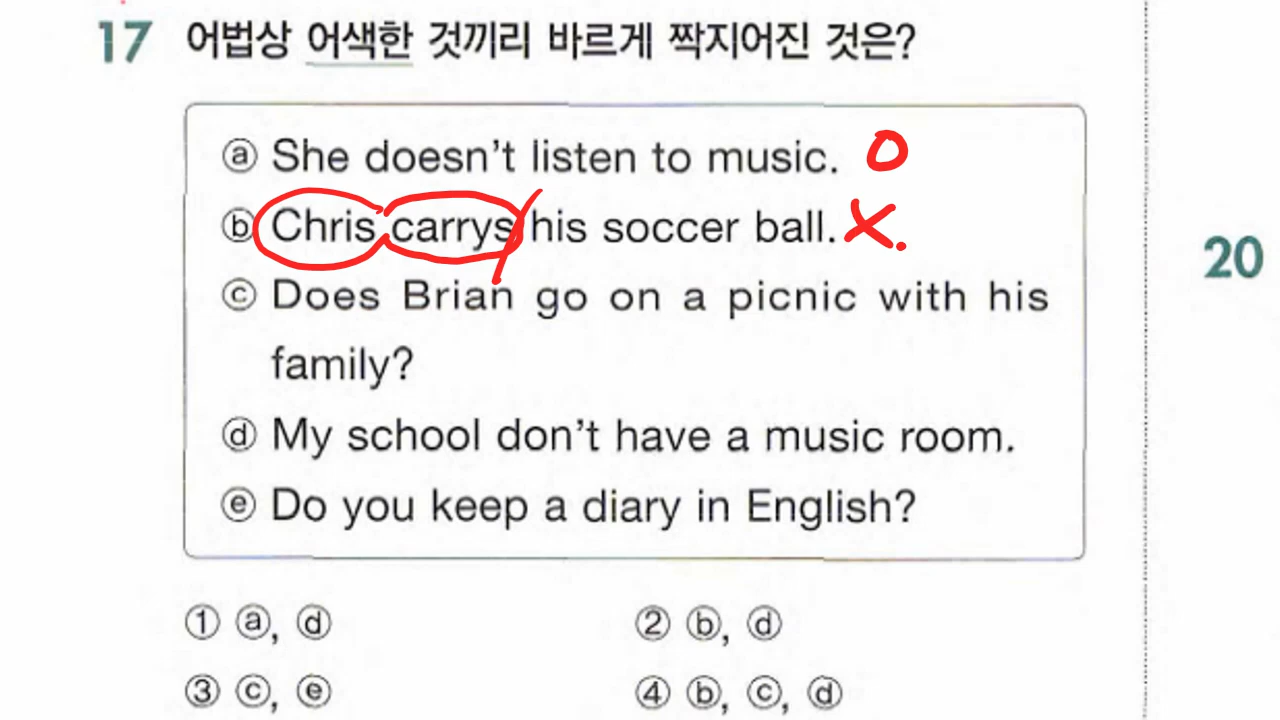 17 어법상 어색한 것끼리 바르게 짝지어진 것은?
ⓐ She doesn't listen to music. O
ⓑ Chris carrys his soccer ball. X.
ⓒ Does Brian go on a picnic with his
family?
ⓓ My school don't have a music room.
ⓔ Do you keep a diary in English?
① ⓐ, ⓓ
② ⓑ, ⓓ
③ ⓒ, ⓔ
④ ⓑ, ⓒ, ⓓ
20